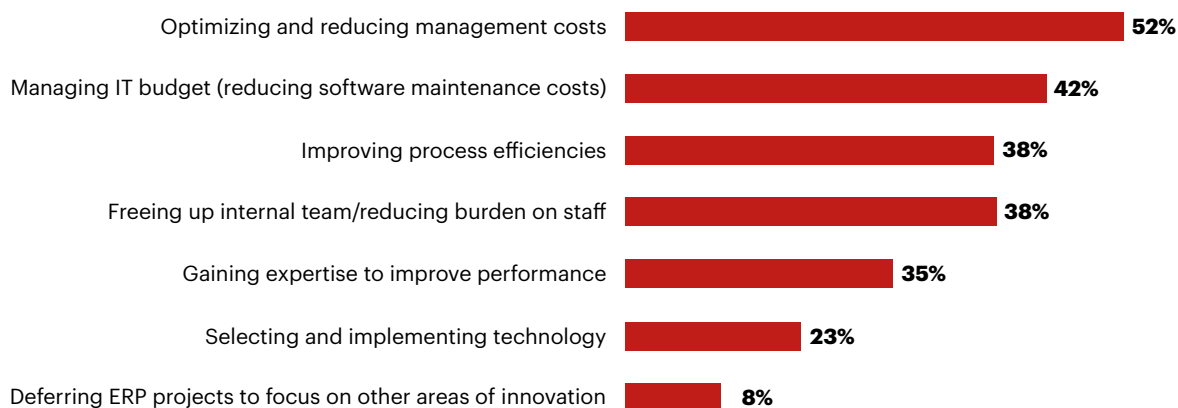 Optimizing and reducing management costs 52%
Managing IT budget (reducing software maintenance costs) 42%
Improving process efficiencies 38%
Freeing up internal team/reducing burden on staff 38%
Gaining expertise to improve performance 35%
Selecting and implementing technology 23%
Deferring ERP projects to focus on other areas of innovation 8%